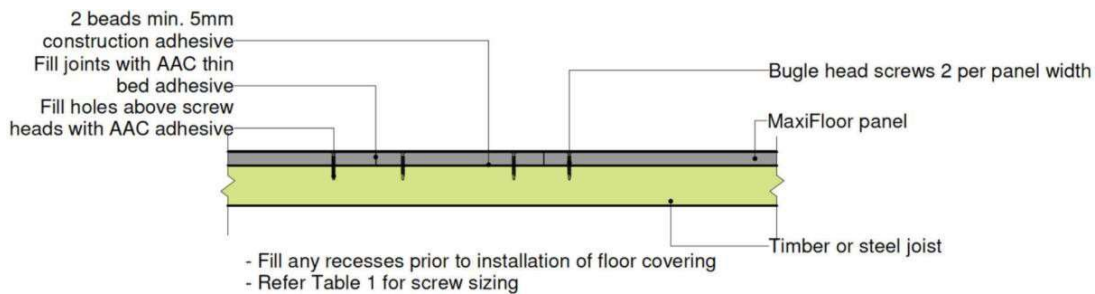 2 beads min. 5mm
construction adhesive
Fill joints with AAC thin
bed adhesive
Fill holes above screw
heads with AAC adhesive
Bugle head screws 2 per panel width
MaxiFloor panel
Timber or steel joist
- Fill any recesses prior to installation of floor covering
- Refer Table 1 for screw sizing